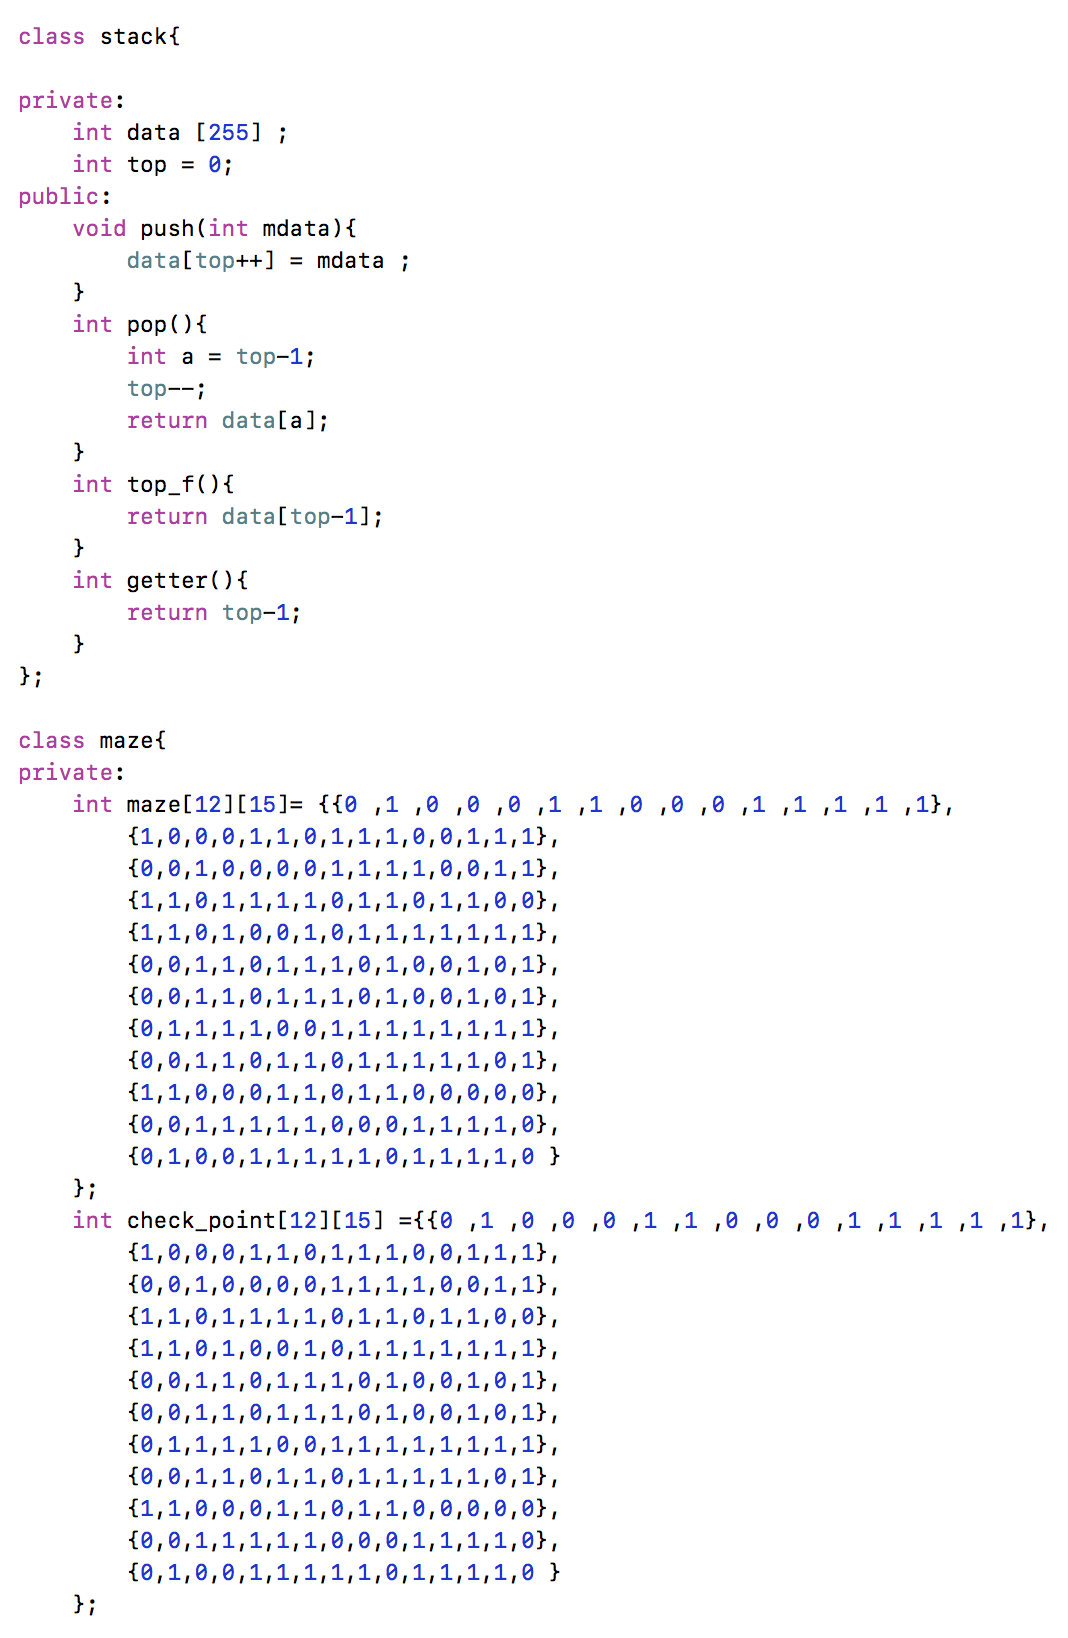 class stack{
private:
int data [255] ;
int top = 0;
public:
void push(int mdata){
data[top++] = mdata ;
}
int pop(){
int a = top-1;
top--;
return data[a];
}
int top_f(){
return data[top-1];
}
int getter(){
return top-1;
}
};
class maze{
private:
int maze[12][15]= {{0 ,1 ,0 ,0 ,0 ,1 ,1 ,0 ,0 ,0 ,1 ,1 ,1 ,1 ,1},
{1,0,0,0,1,1,0,1,1,1,0,0,1,1,1},
{0,0,1,0,0,0,0,1,1,1,1,0,0,1,1},
{1,1,0,1,1,1,1,0,1,1,0,1,1,0,0},
{1,1,0,1,0,0,1,0,1,1,1,1,1,1,1},
{0,0,1,1,0,1,1,1,0,1,0,0,1,0,1},
{0,0,1,1,0,1,1,1,0,1,0,0,1,0,1},
{0,1,1,1,1,0,0,1,1,1,1,1,1,1,1},
{0,0,1,1,0,1,1,0,1,1,1,1,1,0,1},
{1,1,0,0,0,1,1,0,1,1,0,0,0,0,0},
{0,0,1,1,1,1,1,0,0,0,1,1,1,1,0},
{0,1,0,0,1,1,1,1,1,0,1,1,1,1,0 }
};
int check_point[12][15] ={{0 ,1 ,0 ,0 ,0 ,1 ,1 ,0 ,0 ,0 ,1 ,1 ,1 ,1 ,1},
{1,0,0,0,1,1,0,1,1,1,0,0,1,1,1},
{0,0,1,0,0,0,0,1,1,1,1,0,0,1,1},
{1,1,0,1,1,1,1,0,1,1,0,1,1,0,0},
{1,1,0,1,0,0,1,0,1,1,1,1,1,1,1},
{0,0,1,1,0,1,1,1,0,1,0,0,1,0,1},
{0,0,1,1,0,1,1,1,0,1,0,0,1,0,1},
{0,1,1,1,1,0,0,1,1,1,1,1,1,1,1},
{0,0,1,1,0,1,1,0,1,1,1,1,1,0,1},
{1,1,0,0,0,1,1,0,1,1,0,0,0,0,0},
{0,0,1,1,1,1,1,0,0,0,1,1,1,1,0},
{0,1,0,0,1,1,1,1,1,0,1,1,1,1,0 }
};